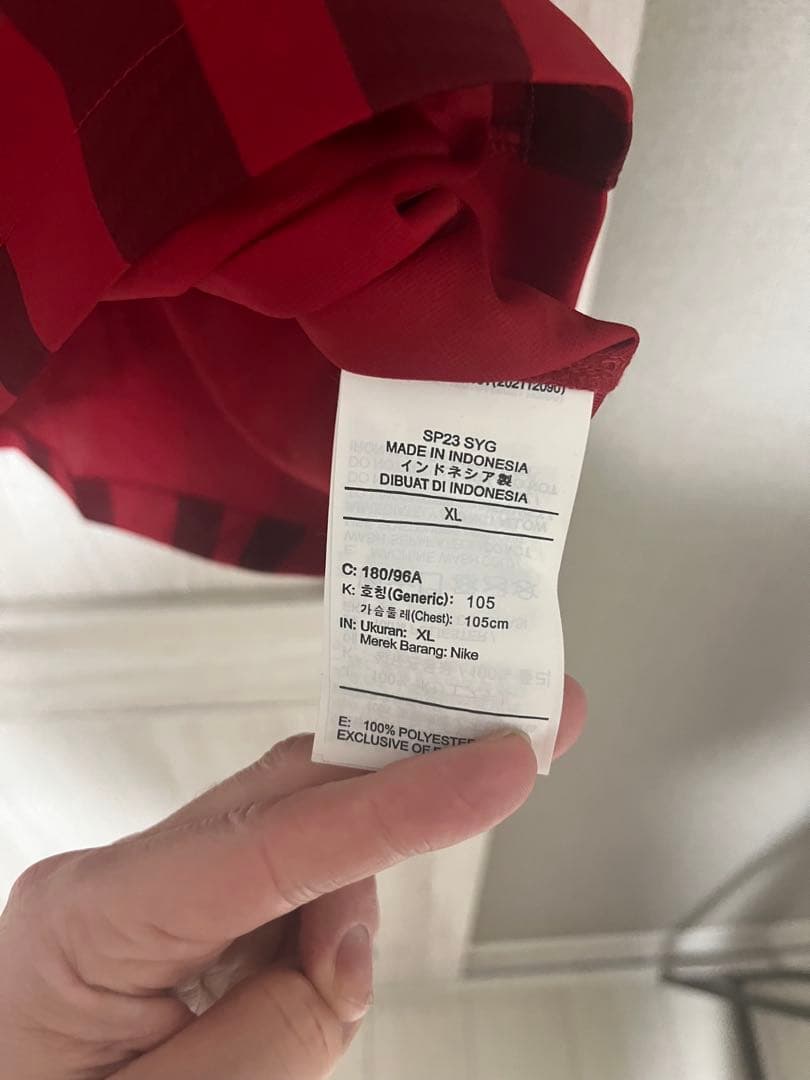 (202112090)
SP23 SYG
MADE IN INDONESIA
インドネシア製
DIBUAT DI INDONESIA
XL
C: 180/96A
K: 호칭(Generic): 105
가슴둘레(Chest): 105cm
IN: Ukuran: XL
Merek Barang: Nike
E: 100% POLYESTER
EXCLUSIVE OF